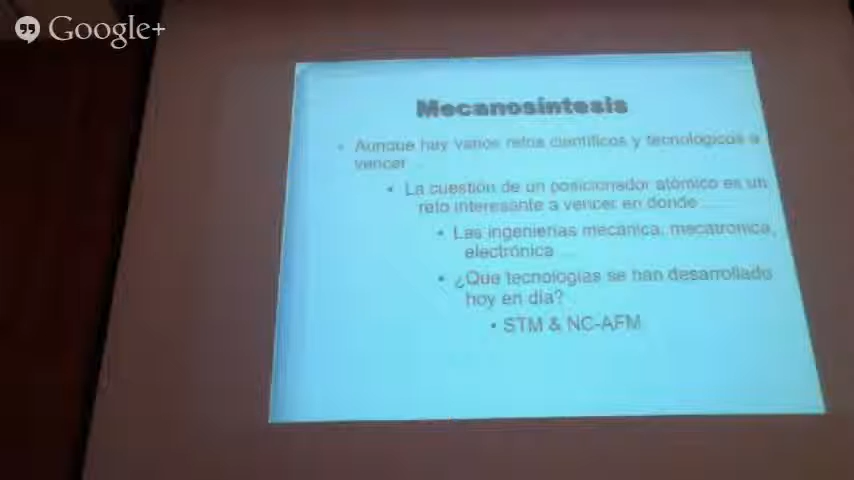 Google+
Mecanosíntesis
• Aunque hay varios retos científicos y tecnológicos a
vencer ...
• La cuestión de un posicionador atómico es un
reto interesante a vencer en donde ...
• Las ingenierías mecánica, mecatrónica,
electrónica ...
• ¿Que tecnologías se han desarrollado
hoy en día?
• STM & NC-AFM